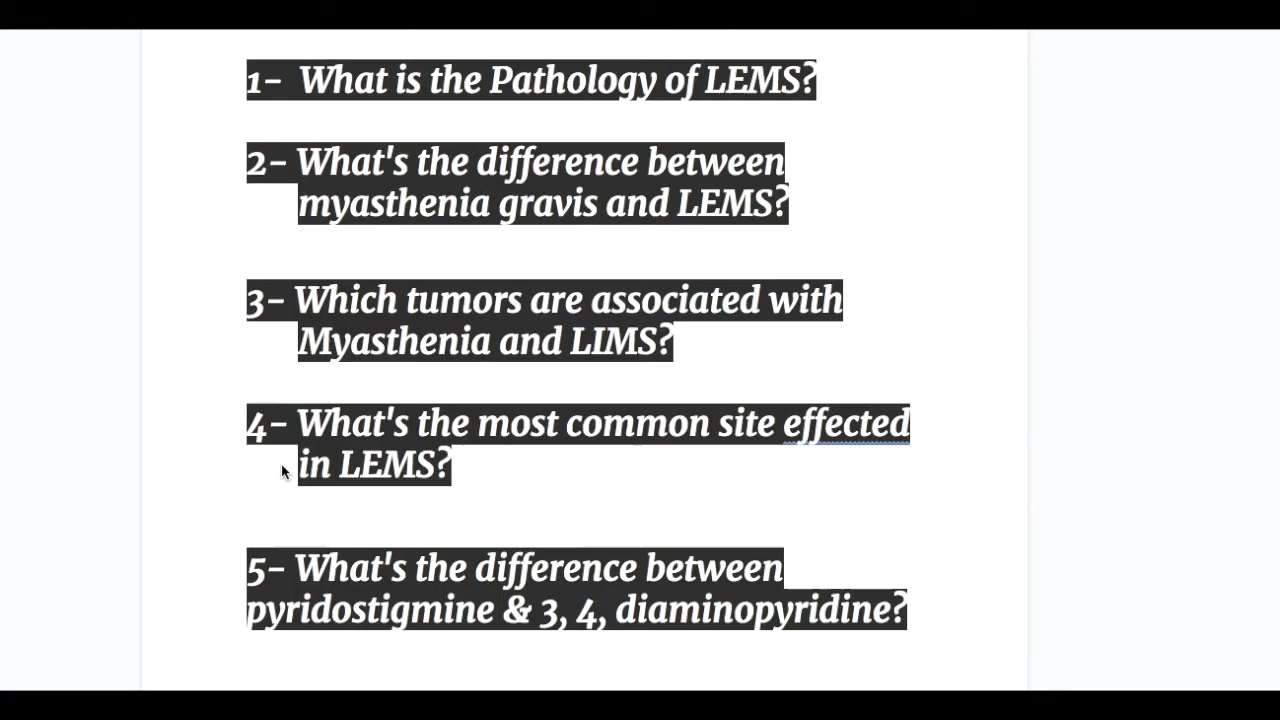 1- What is the Pathology of LEMS?
2- What's the difference between
myasthenia gravis and LEMS?
3- Which tumors are associated with
Myasthenia and LIMS?
4- What's the most common site effected
in LEMS?
5- What's the difference between
pyridostigmine & 3, 4, diaminopyridine?